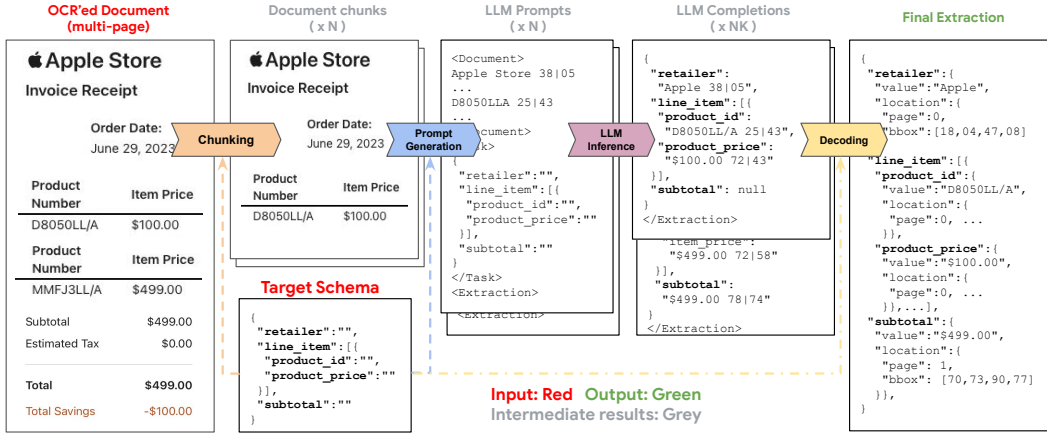 OCR'ed Document
(multi-page)
Apple Store
Invoice Receipt
Order Date:
June 29, 2023
Product
Number
Item Price
D8050LL/A
$100.00
Product
Number
Item Price
MMFJ3LL/A
$499.00
Subtotal
$499.00
Estimated Tax
$0.00
Total
$499.00
Total Savings
-$100.00
Chunking
Document chunks
( x N )
Apple Store
Invoice Receipt
Order Date:
June 29, 2023
Product
Number
Item Price
D8050LL/A
$100.00
Target Schema
{
"retailer":"",
"line_item":[{
"product_id":"",
"product_price":""
}],
"subtotal":""
}
Prompt
Generation
LLM Prompts
( x N )
<Document>
Apple Store 38|05
...
D8050LLA 25|43
...
ocument>
sk>
{
"retailer":"",
"line_item":[{
"product_id":"",
"product_price":""
}],
"subtotal":""
}
</Task>
<Extraction>
<Extraction>
LLM
Inference
LLM Completions
( x NK )
{
"retailer":
"Apple 38|05",
"line_item":[{
"product_id":
"D8050LL/A 25|43",
"product_price":
"$100.00 72|43"
}],
"subtotal": null
}
</Extraction>
"item_price":
"$499.00 72|58"
}],
"subtotal":
"$499.00 78|74"
}
</Extraction>
Decoding
Final Extraction
{
"retailer":{
"value":"Apple",
"location":{
"page":0,
"bbox":[18,04,47,08]
}
"line_item":[{
"product_id":{
"value":"D8050LL/A",
"location":{
"page":0, ...
}},
"product_price":{
"value":"$100.00",
"location":{
"page":0, ...
}},...],
"subtotal":{
"value":"$499.00",
"location":{
"page": 1,
"bbox": [70,73,90,77]
}},
}
Input: Red Output: Green
Intermediate results: Grey